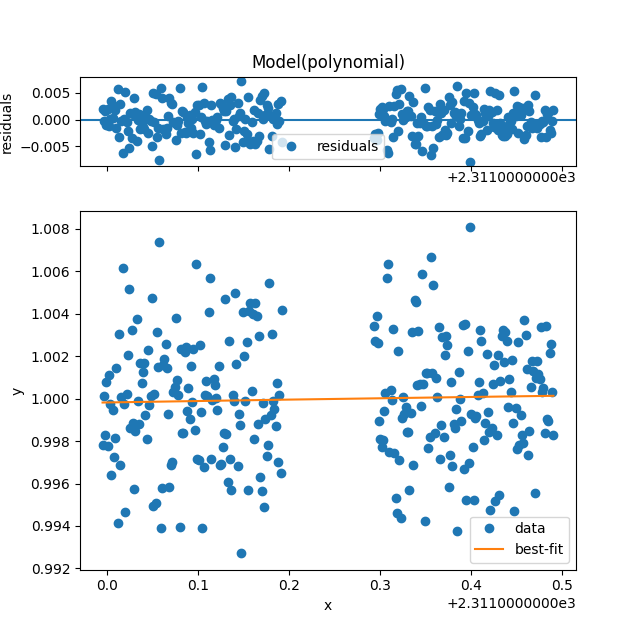 Model(polynomial)
0.005
0.000
−0.005
residuals
residuals
+2.3110000000e3
1.008
1.006
1.004
1.002
1.000
0.998
0.996
0.994
0.992
y
data
best-fit
0.0 0.1 0.2 0.3 0.4 0.5
x
+2.3110000000e3